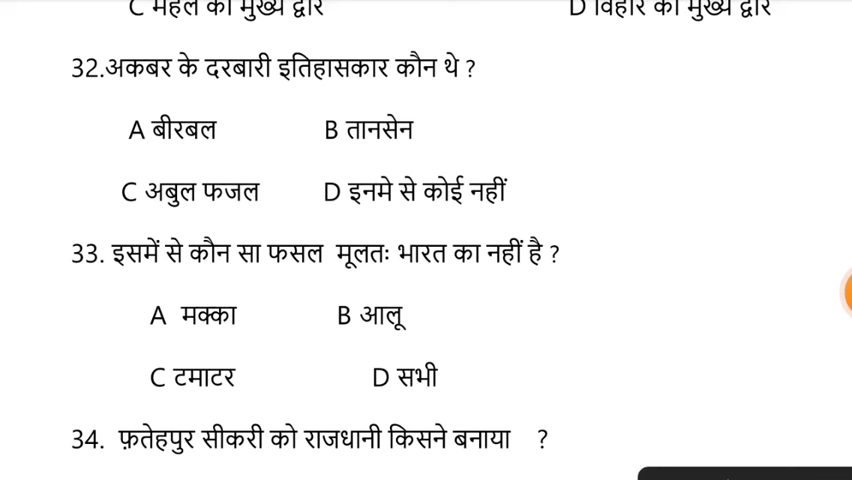 C महल का मुख्य द्वार D विहार का मुख्य द्वार
32.अकबर के दरबारी इतिहासकार कौन थे ?
A बीरबल B तानसेन
C अबुल फजल D इनमे से कोई नहीं
33. इसमें से कौन सा फसल मूलतः भारत का नहीं है ?
A मक्का B आलू
C टमाटर D सभी
34. फ़तेहपुर सीकरी को राजधानी किसने बनाया ?